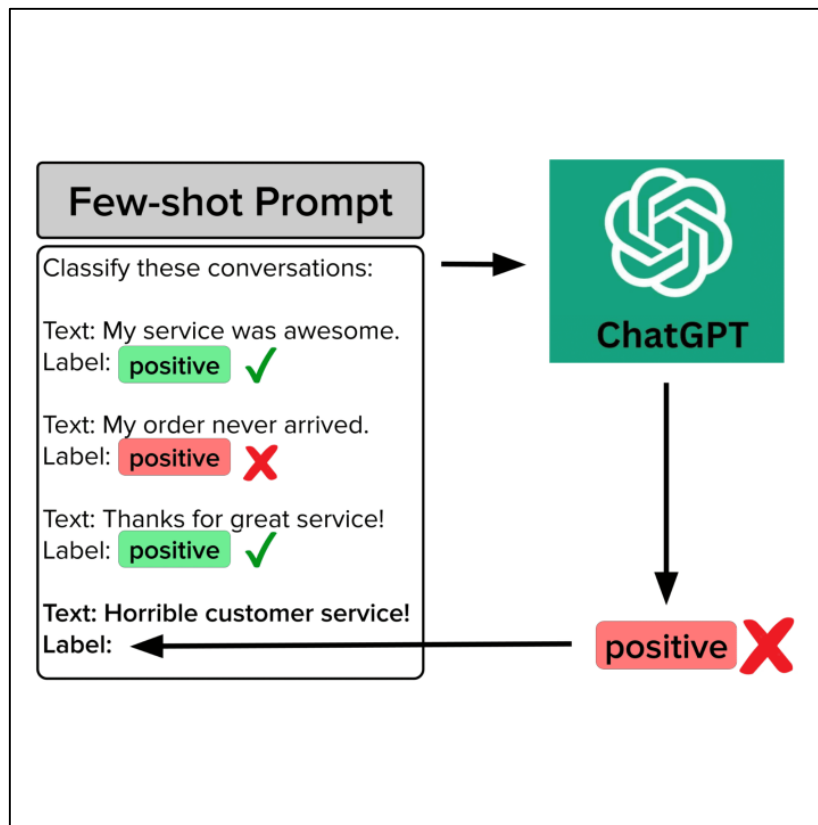 Few-shot Prompt
Classify these conversations:
Text: My service was awesome.
Label: positive
Text: My order never arrived.
Label: positive
Text: Thanks for great service!
Label: positive
Text: Horrible customer service!
Label:
ChatGPT
positive